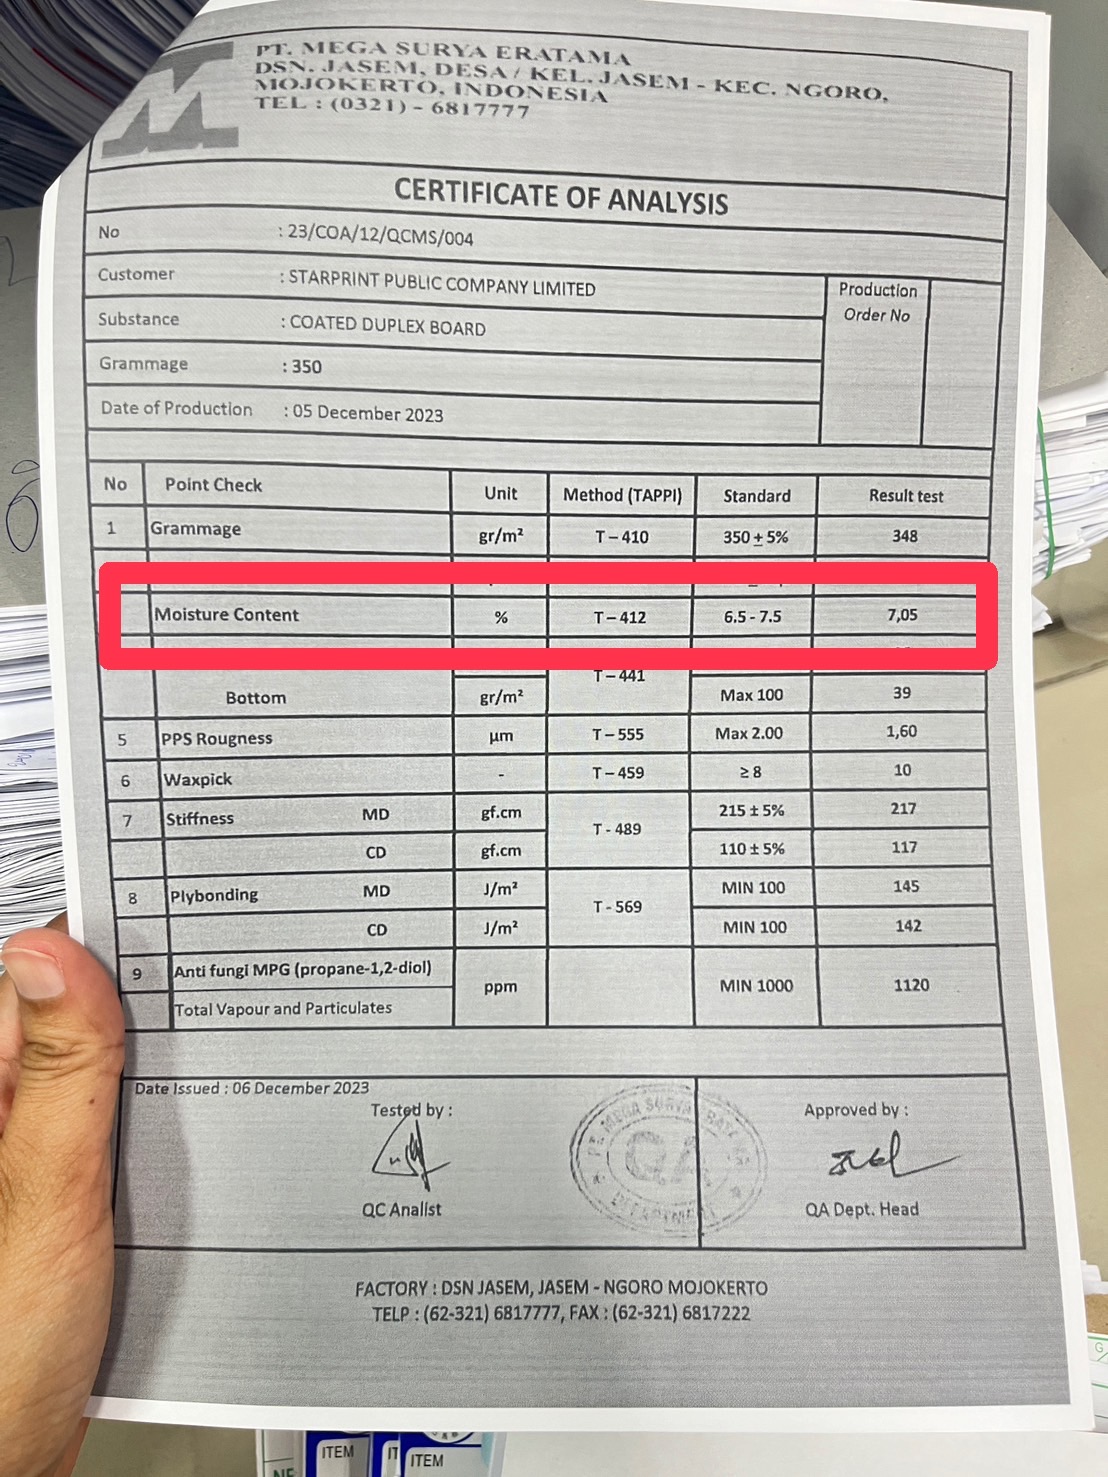 PT. MEGA SURYA ERATAMA
DSN. JASEM, DESA / KEL. JASEM - KEC. NGORO,
MOJOKERTO, INDONESIA
TEL : (0321) - 6817777
CERTIFICATE OF ANALYSIS
No : 23/COA/12/QCMS/004
Customer : STARPRINT PUBLIC COMPANY LIMITED
Production
Order No
Substance : COATED DUPLEX BOARD
Grammage : 350
Date of Production : 05 December 2023
No Point Check Unit Method (TAPPI) Standard Result test
1 Grammage gr/m² T – 410 350 ± 5% 348
Moisture Content % T – 412 6.5 - 7.5 7,05
T – 441
Bottom gr/m² Max 100 39
5 PPS Rougness µm T – 555 Max 2.00 1,60
6 Waxpick - T – 459 ≥ 8 10
7 Stiffness MD gf.cm T - 489 215 ± 5% 217
CD gf.cm 110 ± 5% 117
8 Plybonding MD J/m² T - 569 MIN 100 145
CD J/m² MIN 100 142
9 Anti fungi MPG (propane-1,2-diol) ppm MIN 1000 1120
Total Vapour and Particulates
Date Issued : 06 December 2023
Tested by : Approved by :
PT. MEGA SURYA ERATAMA
QA
DEPARTMENT
QC Analist QA Dept. Head
FACTORY : DSN JASEM, JASEM - NGORO MOJOKERTO
TELP : (62-321) 6817777, FAX : (62-321) 6817222
ITEM
ITEM